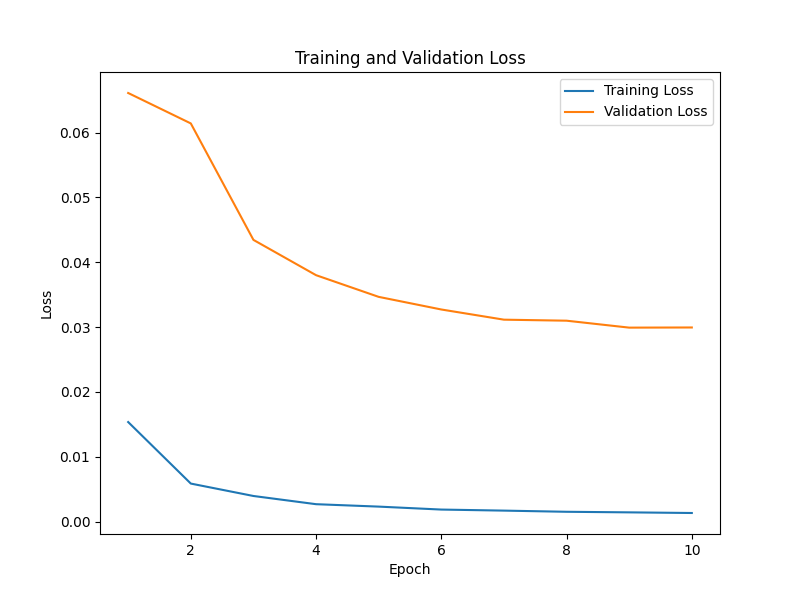 Training and Validation Loss
Training Loss
Validation Loss
0.06
0.05
0.04
0.03
0.02
0.01
0.00
Loss
2
4
6
8
10
Epoch